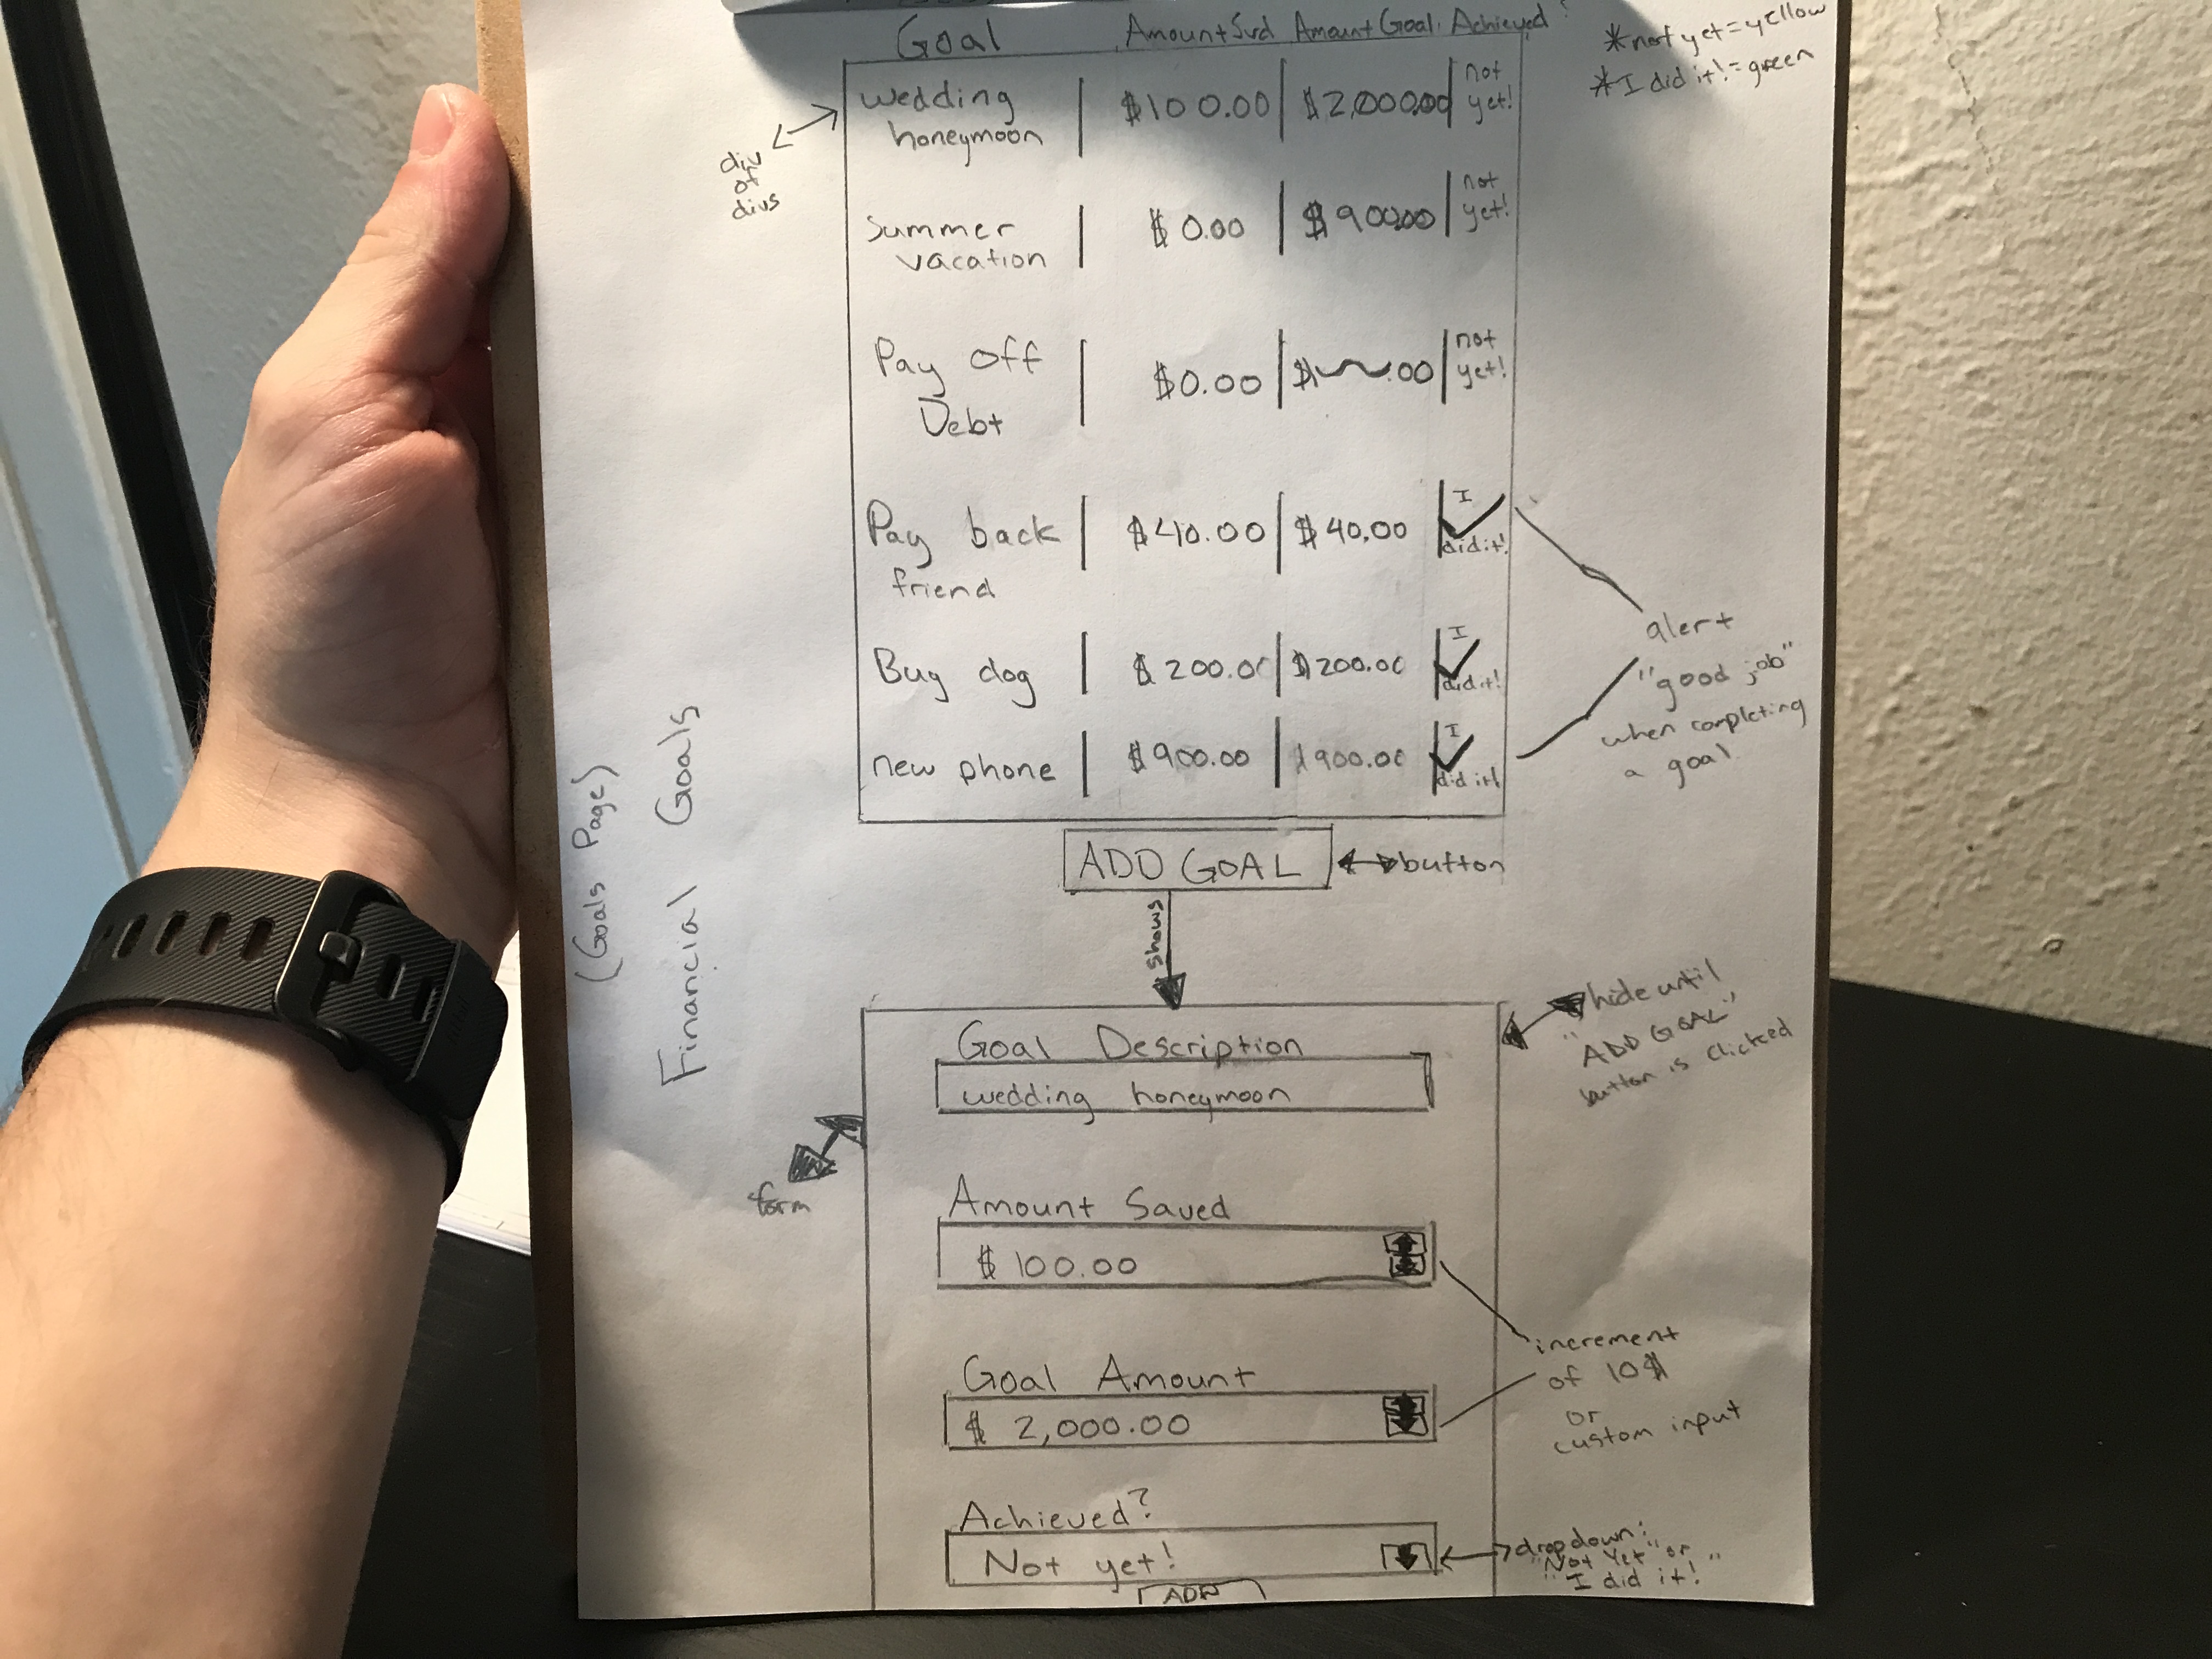 Goal Amount Svd Amount Goal Achieved?
*not yet = yellow
*I did it! = green
wedding honeymoon $100.00 $2,000.00 not yet!
div
of
divs
Summer vacation $0.00 $900.00 not yet!
Pay off Debt $0.00 $ .00 not yet!
Pay back friend $40.00 $40.00 I did it!
Buy dog $200.00 $200.00 I did it!
new phone $900.00 $900.00 I did it!
alert
"good job"
when completing
a goal
(Goals Page)
Financial Goals
ADD GOAL
button
shows
hide until
"ADD GOAL"
button is clicked
Goal Description
wedding honeymoon
form
Amount Saved
$100.00
increment
of 10$
or
custom input
Goal Amount
$ 2,000.00
Achieved?
Not yet!
dropdown:
"Not Yet" or
"I did it!"
ADD